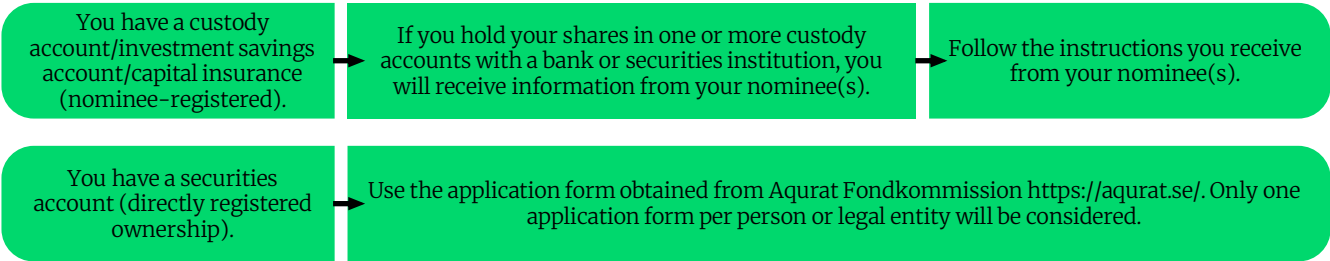 You have a custody
account/investment savings
account/capital insurance
(nominee-registered).
If you hold your shares in one or more custody
accounts with a bank or securities institution, you
will receive information from your nominee(s).
Follow the instructions you receive
from your nominee(s).
You have a securities
account (directly registered
ownership).
Use the application form obtained from Aqurat Fondkommission https://aqurat.se/. Only one
application form per person or legal entity will be considered.